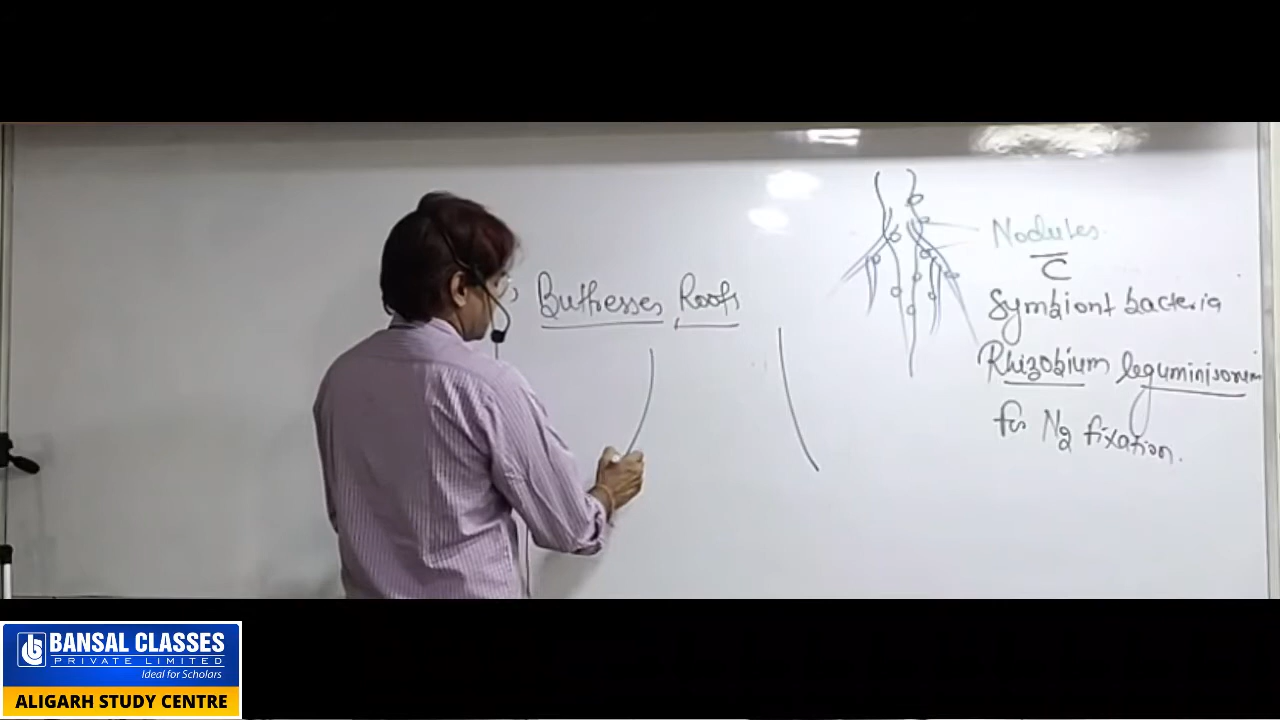 Buttresses Roots
Nodules
C
Symbiont bacteria
Rhizobium leguminisorum
for N2 fixation.
BANSAL CLASSES
PRIVATE LIMITED
Ideal for Scholars
ALIGARH STUDY CENTRE